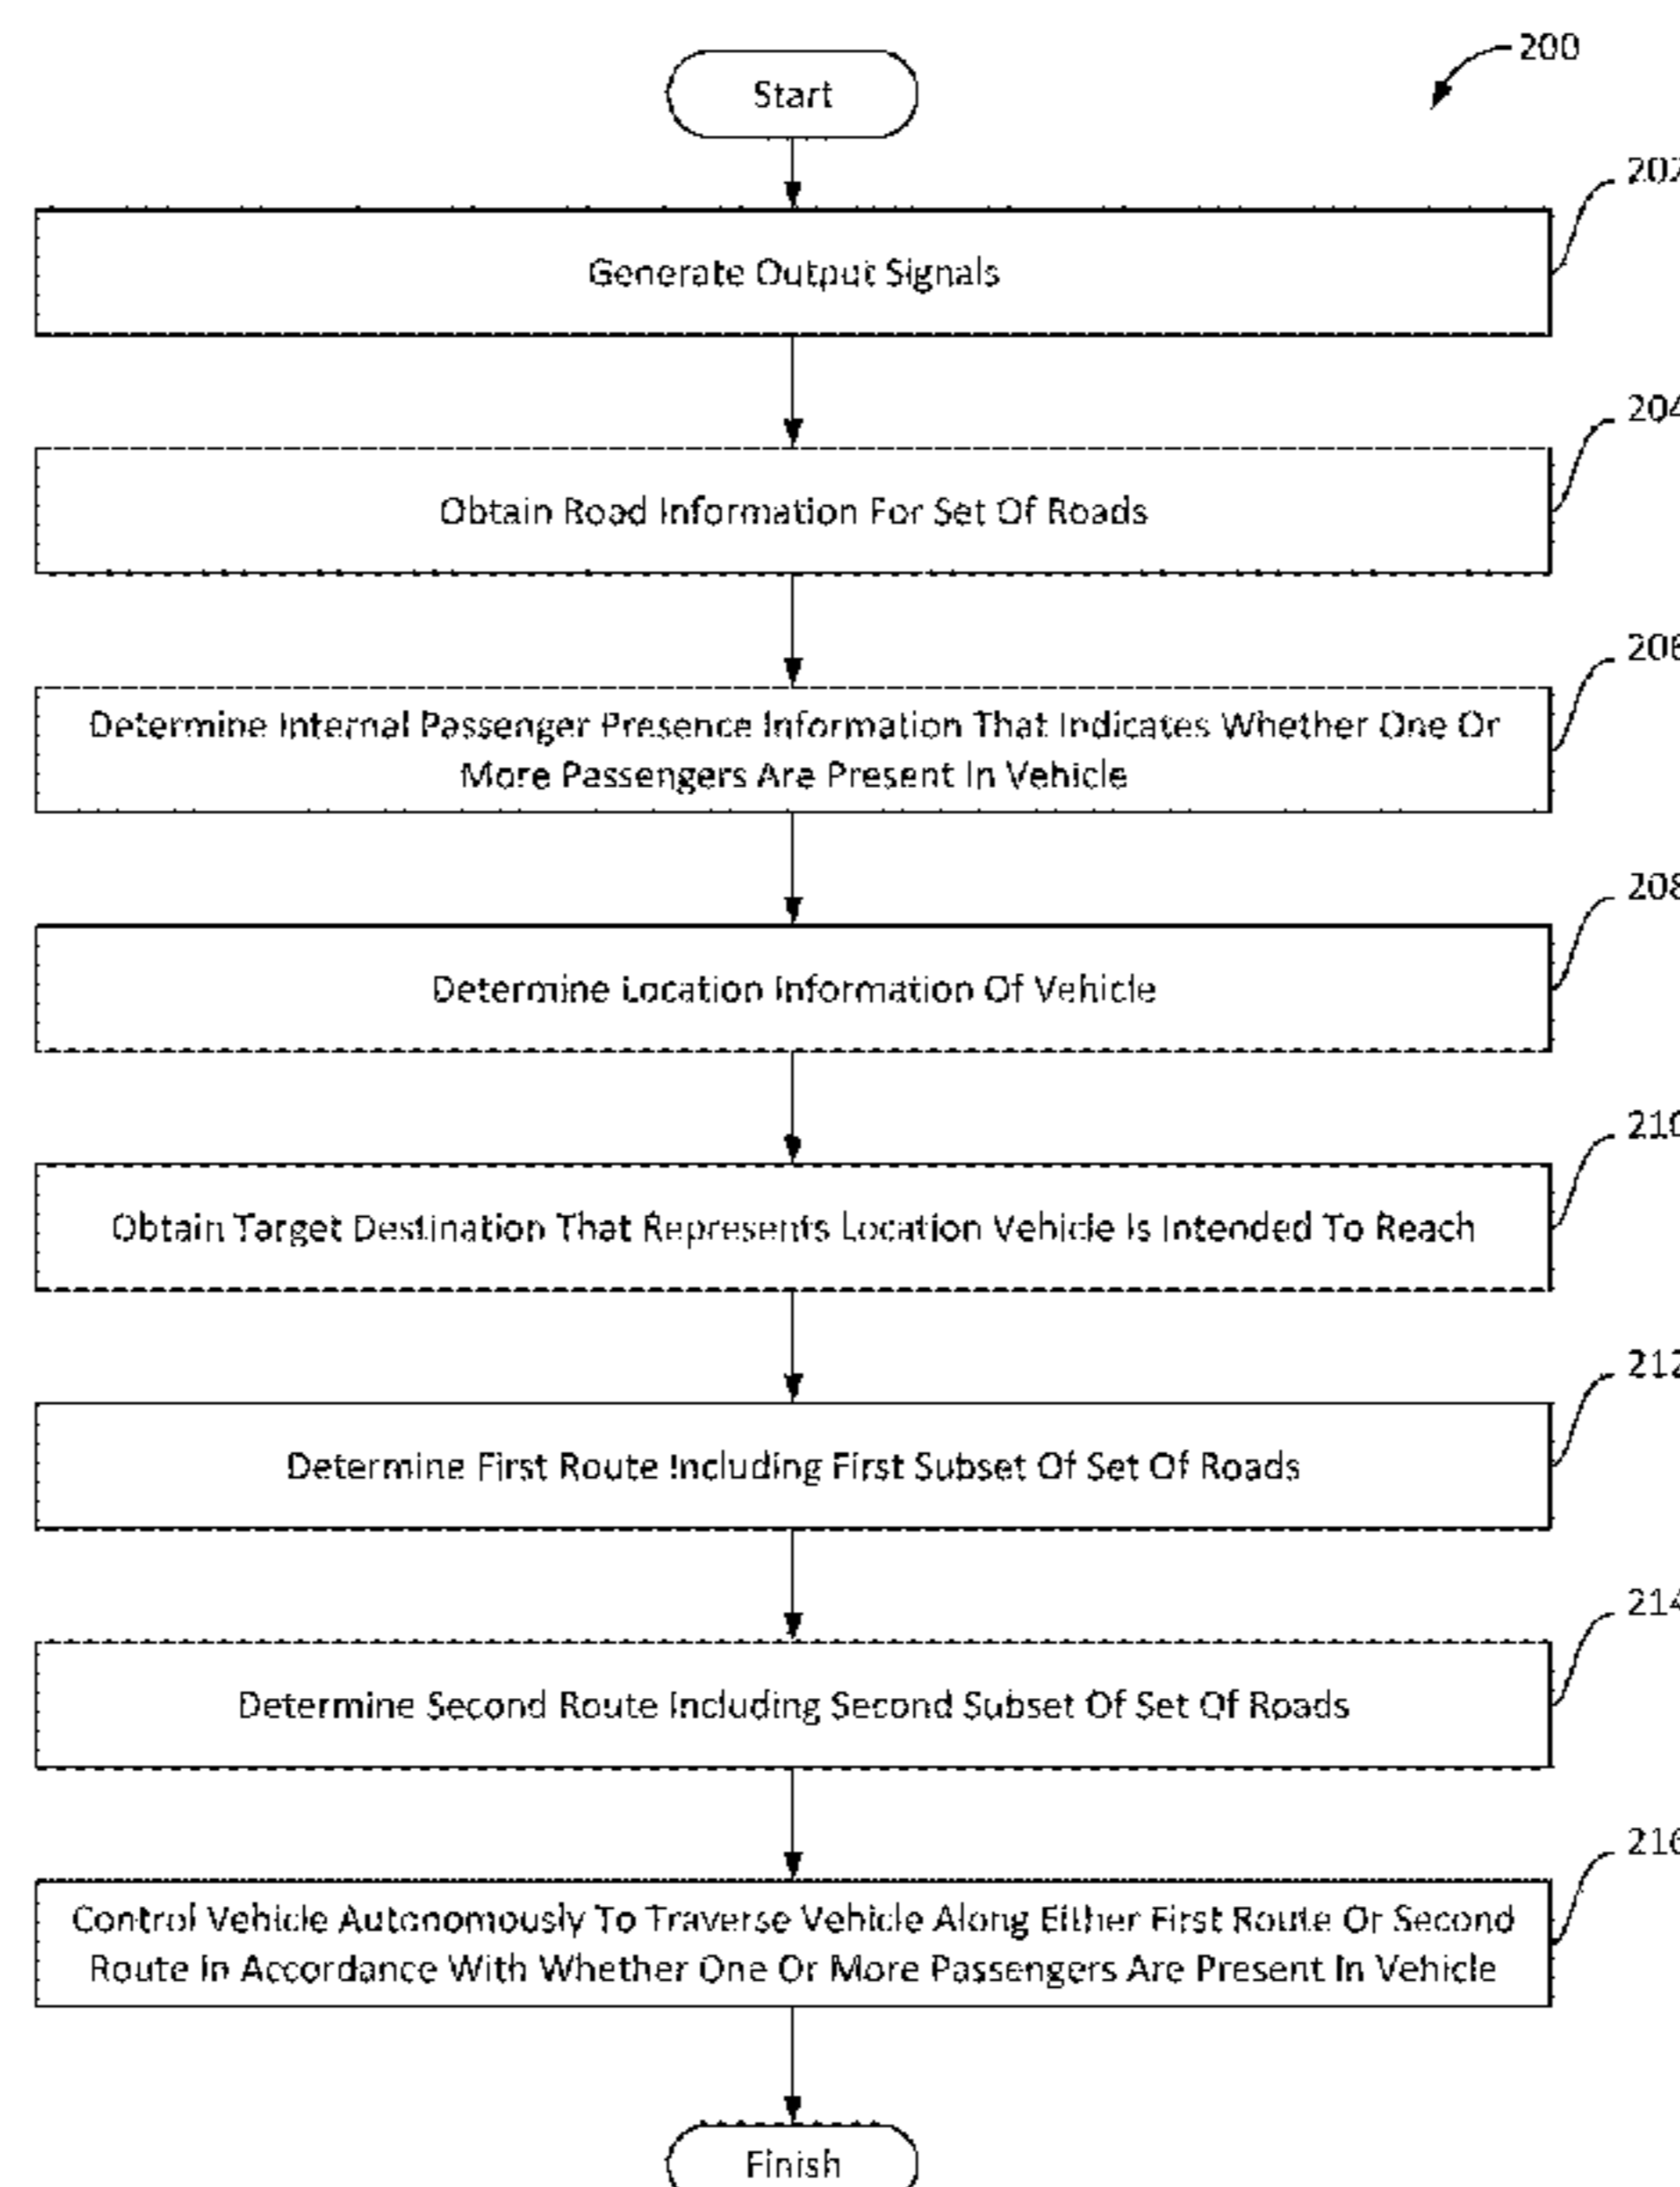 200
Start
202
Generate Output Signals
204
Obtain Road Information For Set Of Roads
206
Determine Internal Passenger Presence Information That Indicates Whether One Or
More Passengers Are Present In Vehicle
208
Determine Location Information Of Vehicle
210
Obtain Target Destination That Represents Location Vehicle Is Intended To Reach
212
Determine First Route Including First Subset Of Set Of Roads
214
Determine Second Route Including Second Subset Of Set Of Roads
216
Control Vehicle Autonomously To Traverse Vehicle Along Either First Route Or Second
Route In Accordance With Whether One Or More Passengers Are Present In Vehicle
Finish